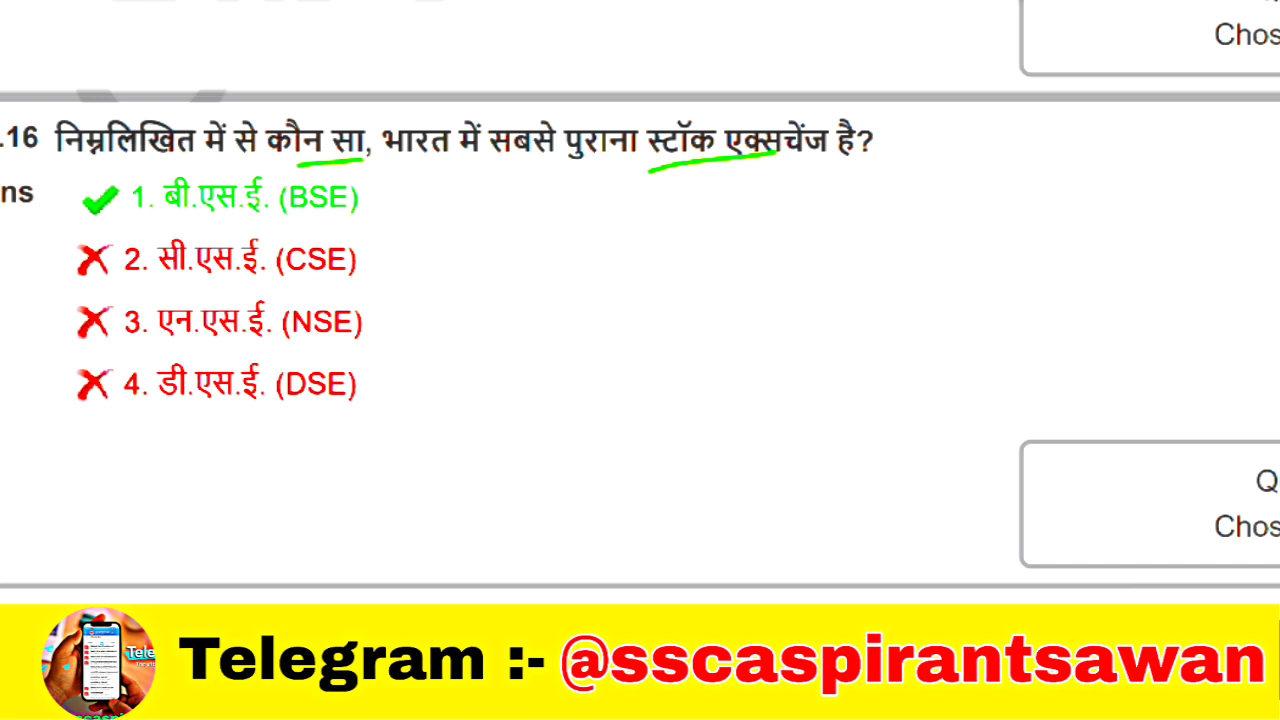 Chos
.16 निम्नलिखित में से कौन सा, भारत में सबसे पुराना स्टॉक एक्सचेंज है?
ns
1. बी.एस.ई. (BSE)
2. सी.एस.ई. (CSE)
3. एन.एस.ई. (NSE)
4. डी.एस.ई. (DSE)
Q
Chos
Telegram :- @sscaspirantsawan